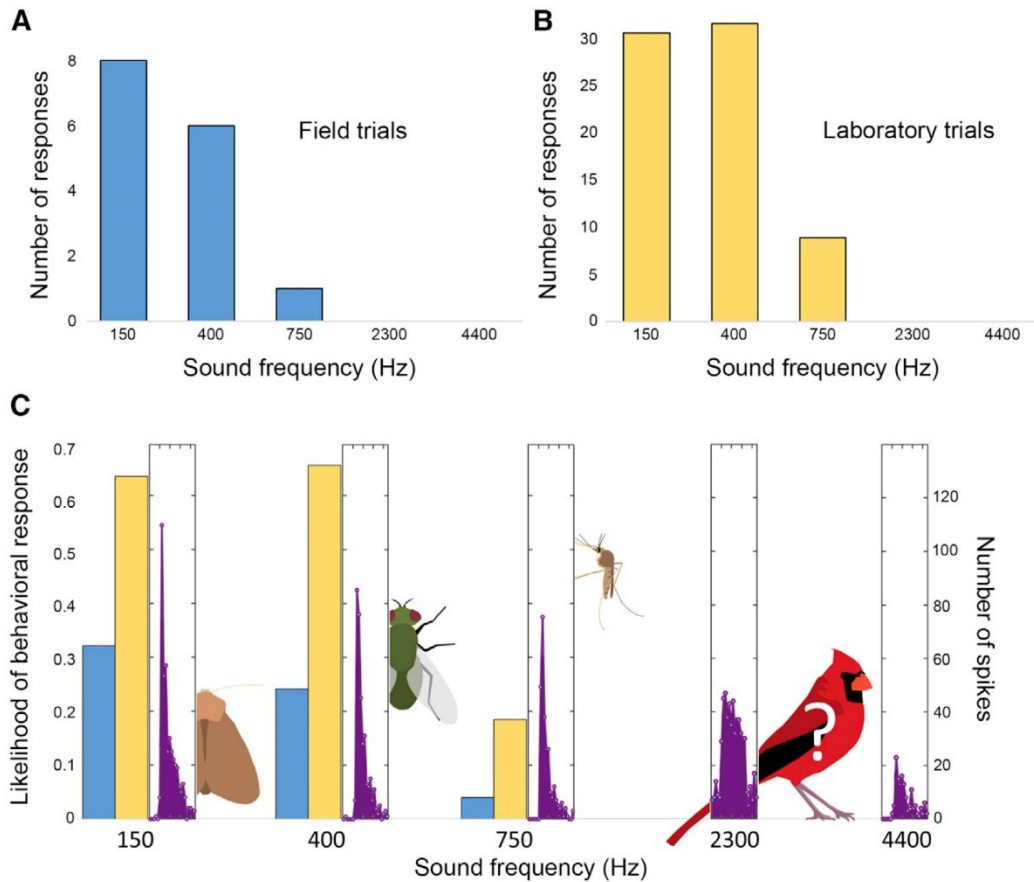 A
Number of responses
8
6
4
2
0
Field trials
150 400 750 2300 4400
Sound frequency (Hz)
B
Number of responses
30
25
20
15
10
5
0
Laboratory trials
150 400 750 2300 4400
Sound frequency (Hz)
C
Likelihood of behavioral response
0.7
0.6
0.5
0.4
0.3
0.2
0.1
0
?
120
100
80
60
40
20
0
Number of spikes
150 400 750 2300 4400
Sound frequency (Hz)